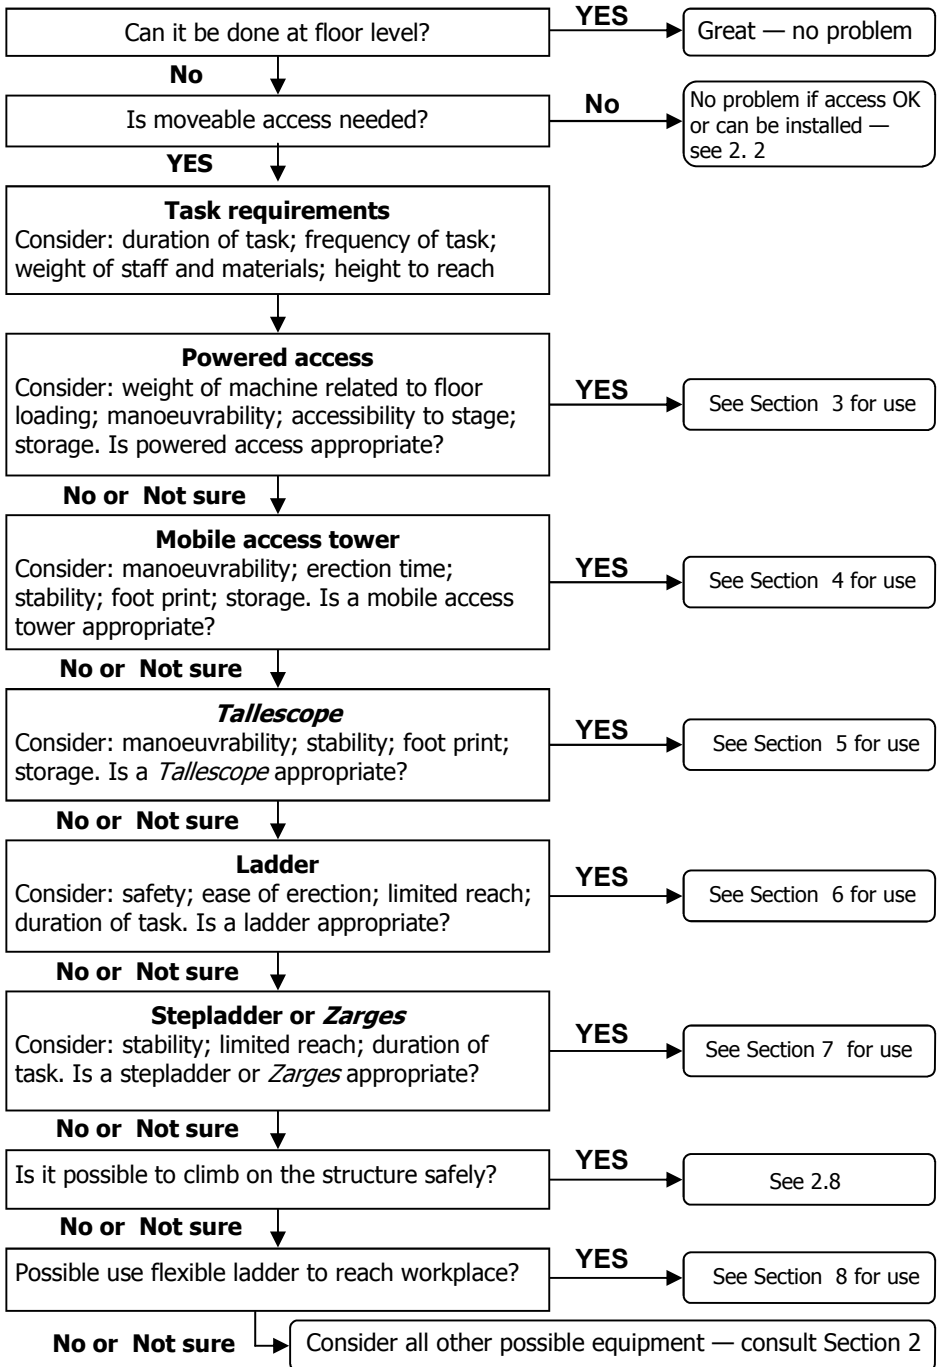 Can it be done at floor level?
YES
Great — no problem
No
Is moveable access needed?
No
No problem if access OK
or can be installed —
see 2. 2
YES
Task requirements
Consider: duration of task; frequency of task;
weight of staff and materials; height to reach
Powered access
Consider: weight of machine related to floor
loading; manoeuvrability; accessibility to stage;
storage. Is powered access appropriate?
YES
See Section 3 for use
No or Not sure
Mobile access tower
Consider: manoeuvrability; erection time;
stability; foot print; storage. Is a mobile access
tower appropriate?
YES
See Section 4 for use
No or Not sure
Tallescope
Consider: manoeuvrability; stability; foot print;
storage. Is a Tallescope appropriate?
YES
See Section 5 for use
No or Not sure
Ladder
Consider: safety; ease of erection; limited reach;
duration of task. Is a ladder appropriate?
YES
See Section 6 for use
No or Not sure
Stepladder or Zarges
Consider: stability; limited reach; duration of
task. Is a stepladder or Zarges appropriate?
YES
See Section 7 for use
No or Not sure
Is it possible to climb on the structure safely?
YES
See 2.8
No or Not sure
Possible use flexible ladder to reach workplace?
YES
See Section 8 for use
No or Not sure
Consider all other possible equipment — consult Section 2